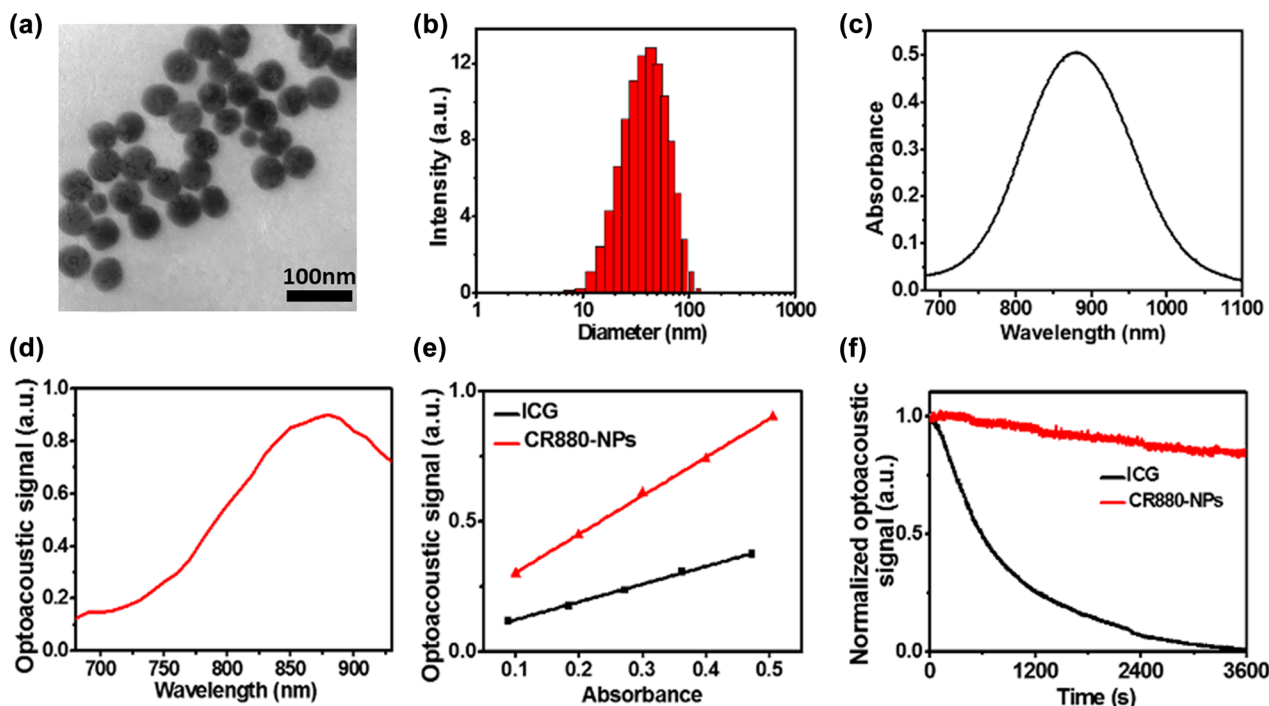 (a)
100nm
(b)
Intensity (a.u.)
12
8
4
0
1 10 100 1000
Diameter (nm)
(c)
Absorbance
0.5
0.4
0.3
0.2
0.1
0.0
700 800 900 1000 1100
Wavelength (nm)
(d)
Optoacoustic signal (a.u.)
1.0
0.8
0.6
0.4
0.2
0.0
700 750 800 850 900
Wavelength (nm)
(e)
Optoacoustic signal (a.u.)
1.0
0.5
0.0
ICG
CR880-NPs
0.1 0.2 0.3 0.4 0.5
Absorbance
(f)
Normalized optoacoustic
signal (a.u.)
1.0
0.5
0.0
ICG
CR880-NPs
0 1200 2400 3600
Time (s)